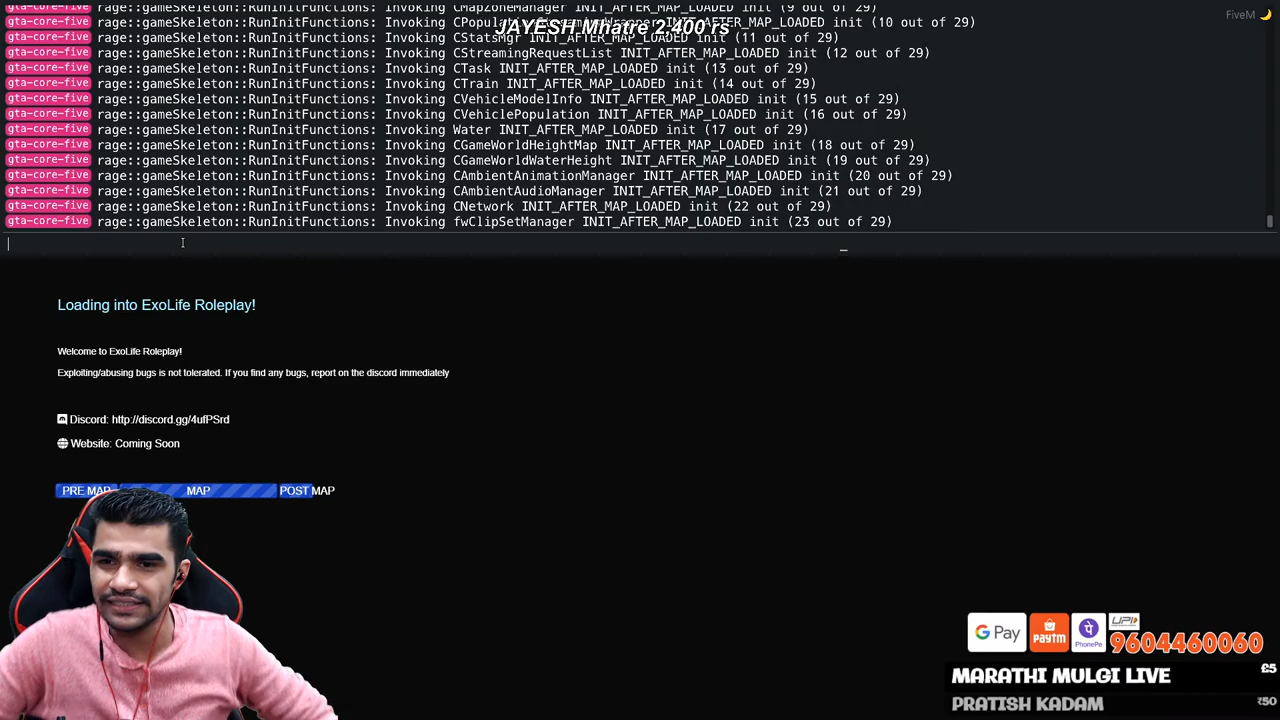 FiveM
JAYESH Mhatre 2,400 rs
gta-core-five rage::gameSkeleton::RunInitFunctions: Invoking CMapZoneManager INIT_AFTER_MAP_LOADED init (9 out of 29)
gta-core-five rage::gameSkeleton::RunInitFunctions: Invoking INIT_AFTER_MAP_LOADED init (10 out of 29)
gta-core-five rage::gameSkeleton::RunInitFunctions: Invoking CStatsMgr INIT_AFTER_MAP_LOADED init (11 out of 29)
gta-core-five rage::gameSkeleton::RunInitFunctions: Invoking CStreamingRequestList INIT_AFTER_MAP_LOADED init (12 out of 29)
gta-core-five rage::gameSkeleton::RunInitFunctions: Invoking CTask INIT_AFTER_MAP_LOADED init (13 out of 29)
gta-core-five rage::gameSkeleton::RunInitFunctions: Invoking CTrain INIT_AFTER_MAP_LOADED init (14 out of 29)
gta-core-five rage::gameSkeleton::RunInitFunctions: Invoking CVehicleModelInfo INIT_AFTER_MAP_LOADED init (15 out of 29)
gta-core-five rage::gameSkeleton::RunInitFunctions: Invoking CVehiclePopulation INIT_AFTER_MAP_LOADED init (16 out of 29)
gta-core-five rage::gameSkeleton::RunInitFunctions: Invoking Water INIT_AFTER_MAP_LOADED init (17 out of 29)
gta-core-five rage::gameSkeleton::RunInitFunctions: Invoking CGameWorldHeightMap INIT_AFTER_MAP_LOADED init (18 out of 29)
gta-core-five rage::gameSkeleton::RunInitFunctions: Invoking CGameWorldWaterHeight INIT_AFTER_MAP_LOADED init (19 out of 29)
gta-core-five rage::gameSkeleton::RunInitFunctions: Invoking CAmbientAnimationManager INIT_AFTER_MAP_LOADED init (20 out of 29)
gta-core-five rage::gameSkeleton::RunInitFunctions: Invoking CAmbientAudioManager INIT_AFTER_MAP_LOADED init (21 out of 29)
gta-core-five rage::gameSkeleton::RunInitFunctions: Invoking CNetwork INIT_AFTER_MAP_LOADED init (22 out of 29)
gta-core-five rage::gameSkeleton::RunInitFunctions: Invoking fwClipSetManager INIT_AFTER_MAP_LOADED init (23 out of 29)
Loading into ExoLife Roleplay!
Welcome to ExoLife Roleplay!
Exploiting/abusing bugs is not tolerated. If you find any bugs, report on the discord immediately
Discord: http://discord.gg/4ufPSrd
Website: Coming Soon
PRE MAP MAP POST MAP
G Pay Paytm PhonePe UPI 9604460060
MARATHI MULGI LIVE £5
PRATISH KADAM ₹50